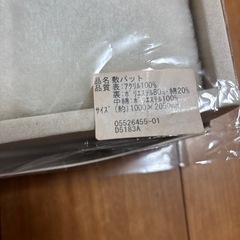 品名 敷パット
品質 表:アクリル100%
裏:ポリエステル80% 綿20%
中綿:ポリエステル100%
サイズ (約)1000×2050mm
05526455-01
D5183A